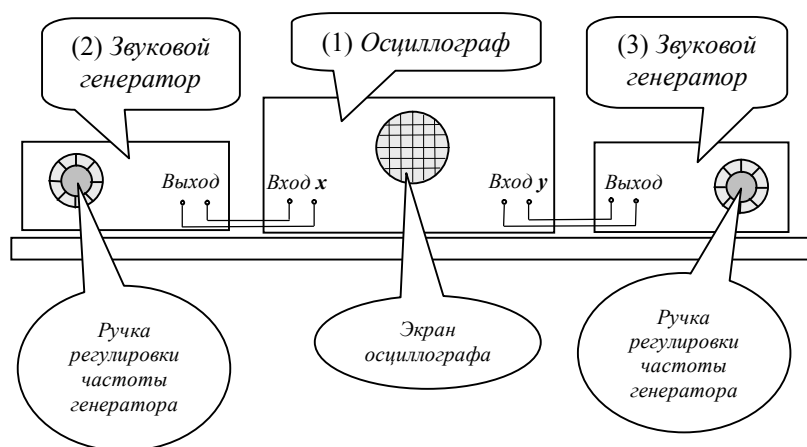 (2) Звуковой
генератор
(1) Осциллограф
(3) Звуковой
генератор
Выход
Вход x
Вход y
Выход
Ручка
регулировки
частоты
генератора
Экран
осциллографа
Ручка
регулировки
частоты
генератора